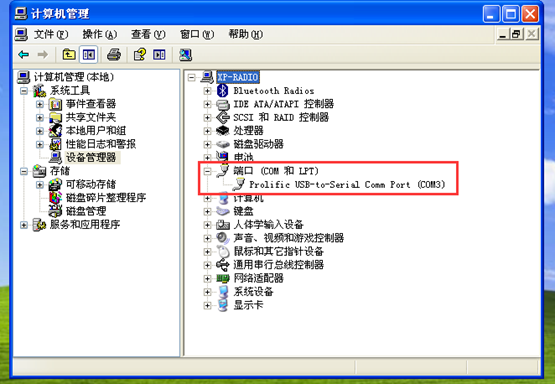 计算机管理
文件(F) 操作(A) 查看(V) 窗口(W) 帮助(H)
计算机管理(本地)
系统工具
事件查看器
共享文件夹
本地用户和组
性能日志和警报
设备管理器
存储
可移动存储
磁盘碎片整理程序
磁盘管理
服务和应用程序
XP-RADIO
Bluetooth Radios
IDE ATA/ATAPI 控制器
SCSI 和 RAID 控制器
处理器
磁盘驱动器
电池
端口 (COM 和 LPT)
Prolific USB-to-Serial Comm Port (COM3)
计算机
键盘
人体学输入设备
声音、视频和游戏控制器
鼠标和其它指针设备
通用串行总线控制器
网络适配器
系统设备
显示卡